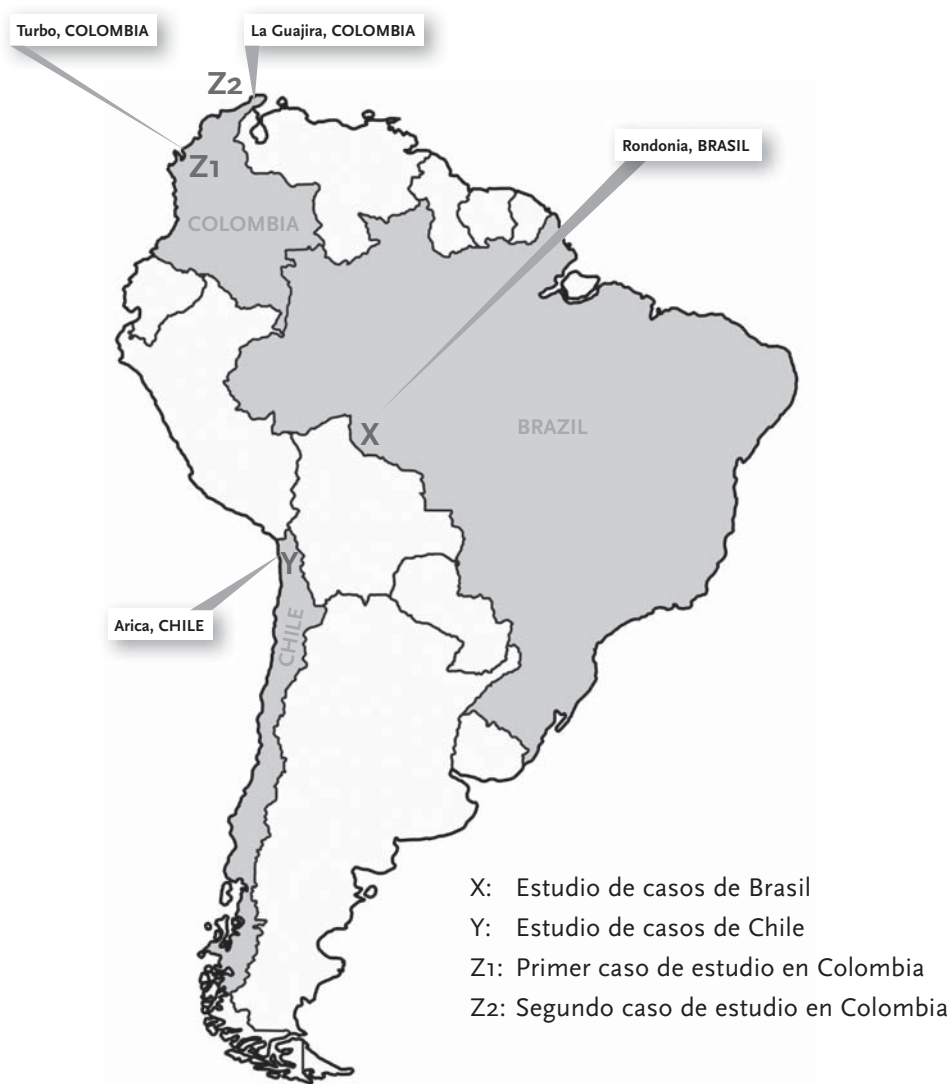 Turbo, COLOMBIA
La Guajira, COLOMBIA
Z2
Rondonia, BRASIL
Z1
COLOMBIA
BRAZIL
X
Y
Arica, CHILE
CHILE
X: Estudio de casos de Brasil
Y: Estudio de casos de Chile
Z1: Primer caso de estudio en Colombia
Z2: Segundo caso de estudio en Colombia